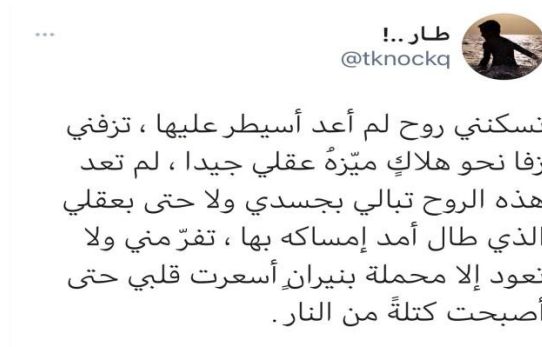 طار ..!
@tknockq
تسكنني روح لم أعد أسيطر عليها ، تزفني
زفا نحو هلاكٍ ميّزهُ عقلي جيدا ، لم تعد
هذه الروح تبالي بجسدي ولا حتى بعقلي
الذي طال أمد إمساكه بها ، تفرّ مني ولا
تعود إلا محملة بنيرانٍ أسعرت قلبي حتى
أصبحت كتلةً من النار .